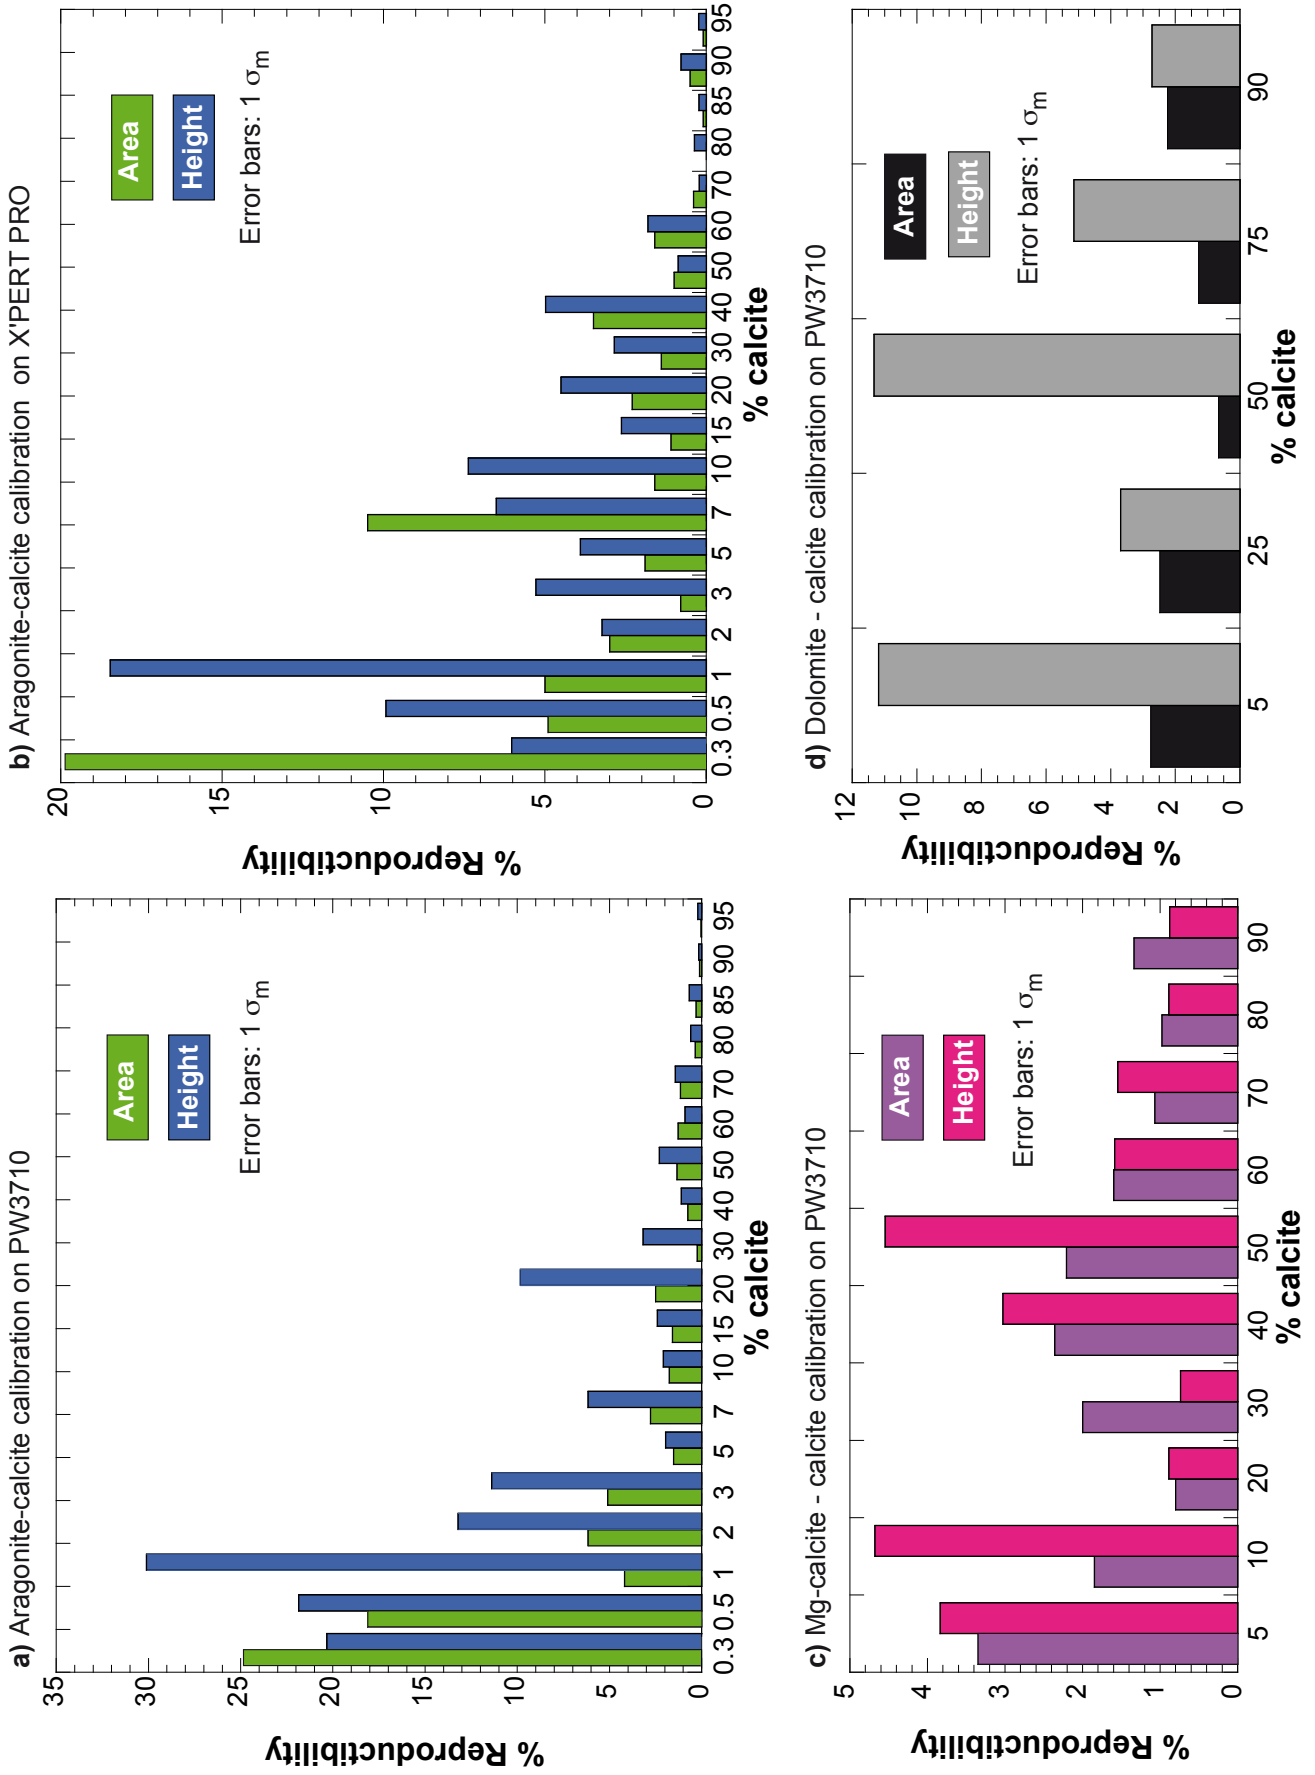 a) Aragonite-calcite calibration on PW3710
% Reproductibility
35
30
25
20
15
10
5
0
Area
Height
Error bars: 1 σm
0.3 0.5 1 2 3 5 7 10 15 20 30 40 50 60 70 80 85 90 95
% calcite
b) Aragonite-calcite calibration on X'PERT PRO
% Reproductibility
20
15
10
5
0
Area
Height
Error bars: 1 σm
0.3 0.5 1 2 3 5 7 10 15 20 30 40 50 60 70 80 85 90 95
% calcite
c) Mg-calcite - calcite calibration on PW3710
% Reproductibility
5
4
3
2
1
0
Area
Height
Error bars: 1 σm
5 10 20 30 40 50 60 70 80 90
% calcite
d) Dolomite - calcite calibration on PW3710
% Reproductibility
12
10
8
6
4
2
0
Area
Height
Error bars: 1 σm
5 25 50 75 90
% calcite